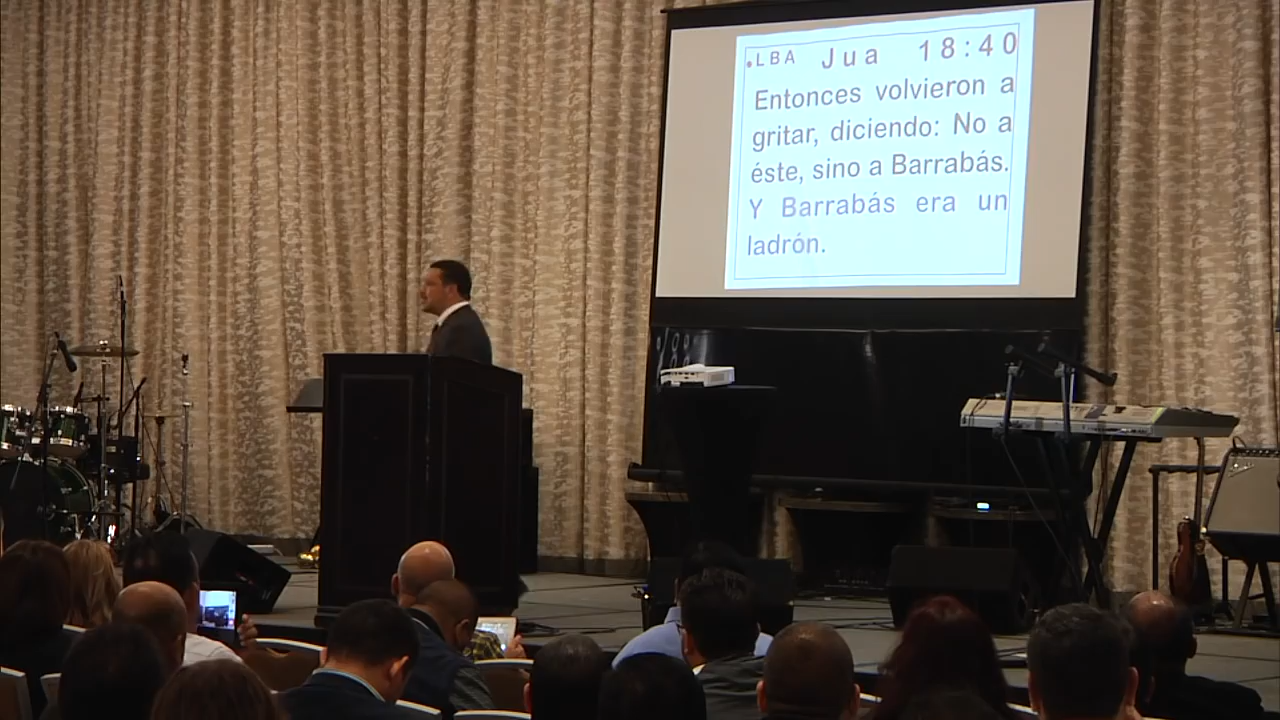 .LBA Jua 18:40
Entonces volvieron a
gritar, diciendo: No a
éste, sino a Barrabás.
Y Barrabás era un
ladrón.